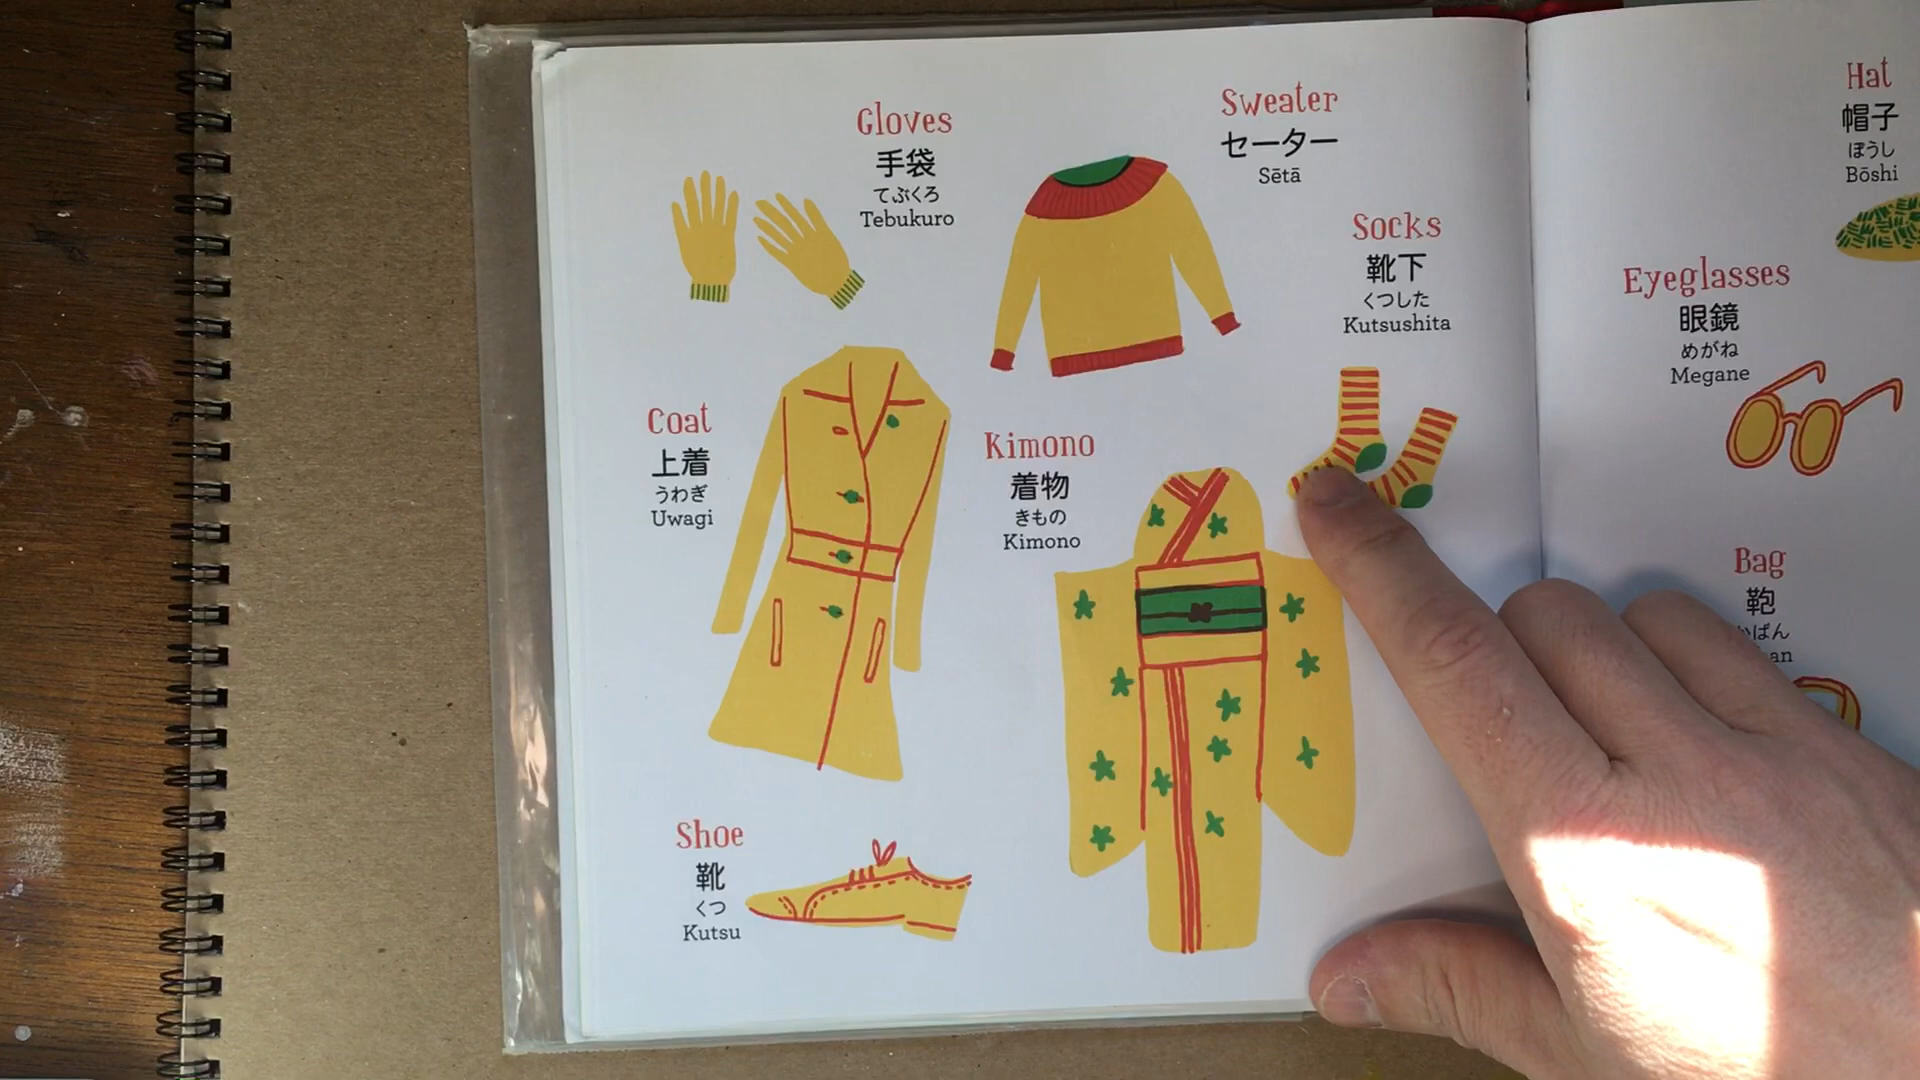 Gloves
手袋
てぶくろ
Tebukuro
Sweater
セーター
Sētā
Socks
靴下
くつした
Kutsushita
Coat
上着
うわぎ
Uwagi
Kimono
着物
きもの
Kimono
Shoe
靴
くつ
Kutsu
Hat
帽子
ぼうし
Bōshi
Eyeglasses
眼鏡
めがね
Megane
Bag
鞄